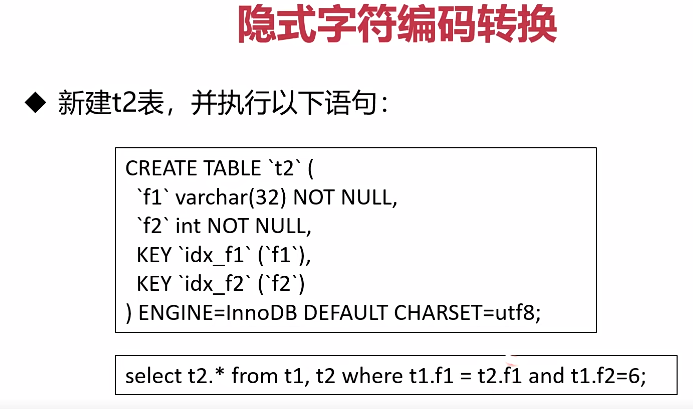 隐式字符编码转换
◆ 新建t2表，并执行以下语句：
CREATE TABLE `t2` (
`f1` varchar(32) NOT NULL,
`f2` int NOT NULL,
KEY `idx_f1` (`f1`),
KEY `idx_f2` (`f2`)
) ENGINE=InnoDB DEFAULT CHARSET=utf8;
select t2.* from t1, t2 where t1.f1 = t2.f1 and t1.f2=6;